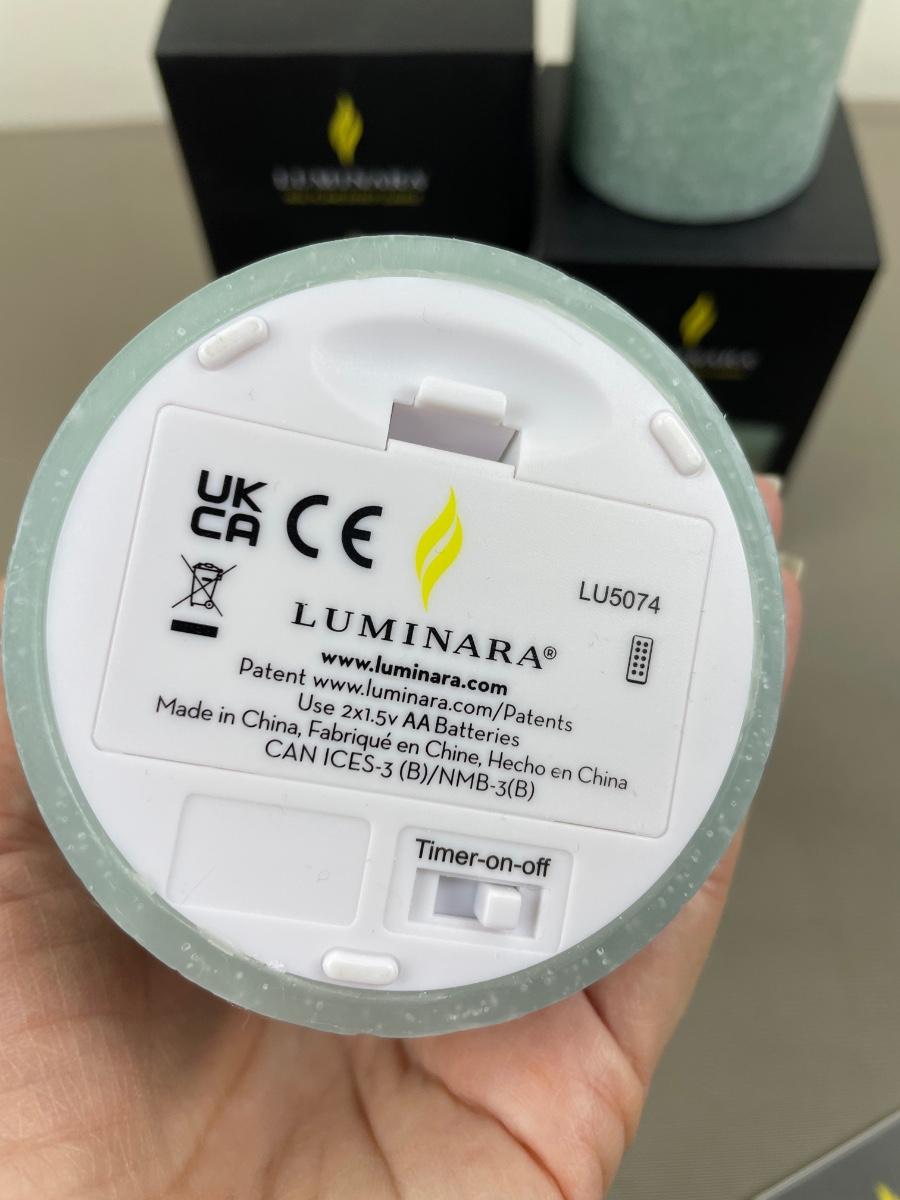 LUMINARA
UK
CA CE
LU5074
LUMINARA®
www.luminara.com
Patent www.luminara.com/Patents
Use 2x1.5v AA Batteries
Made in China, Fabriqué en Chine, Hecho en China
CAN ICES-3 (B)/NMB-3(B)
Timer-on-off